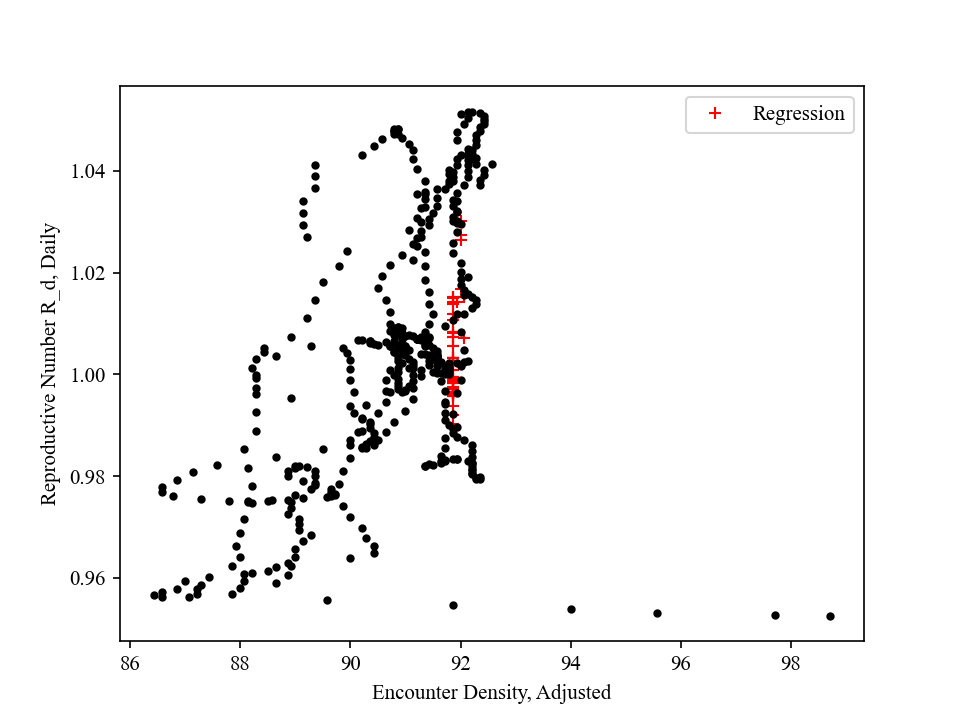 Regression
1.04
1.02
1.00
0.98
0.96
Reproductive Number R_d, Daily
86 88 90 92 94 96 98
Encounter Density, Adjusted